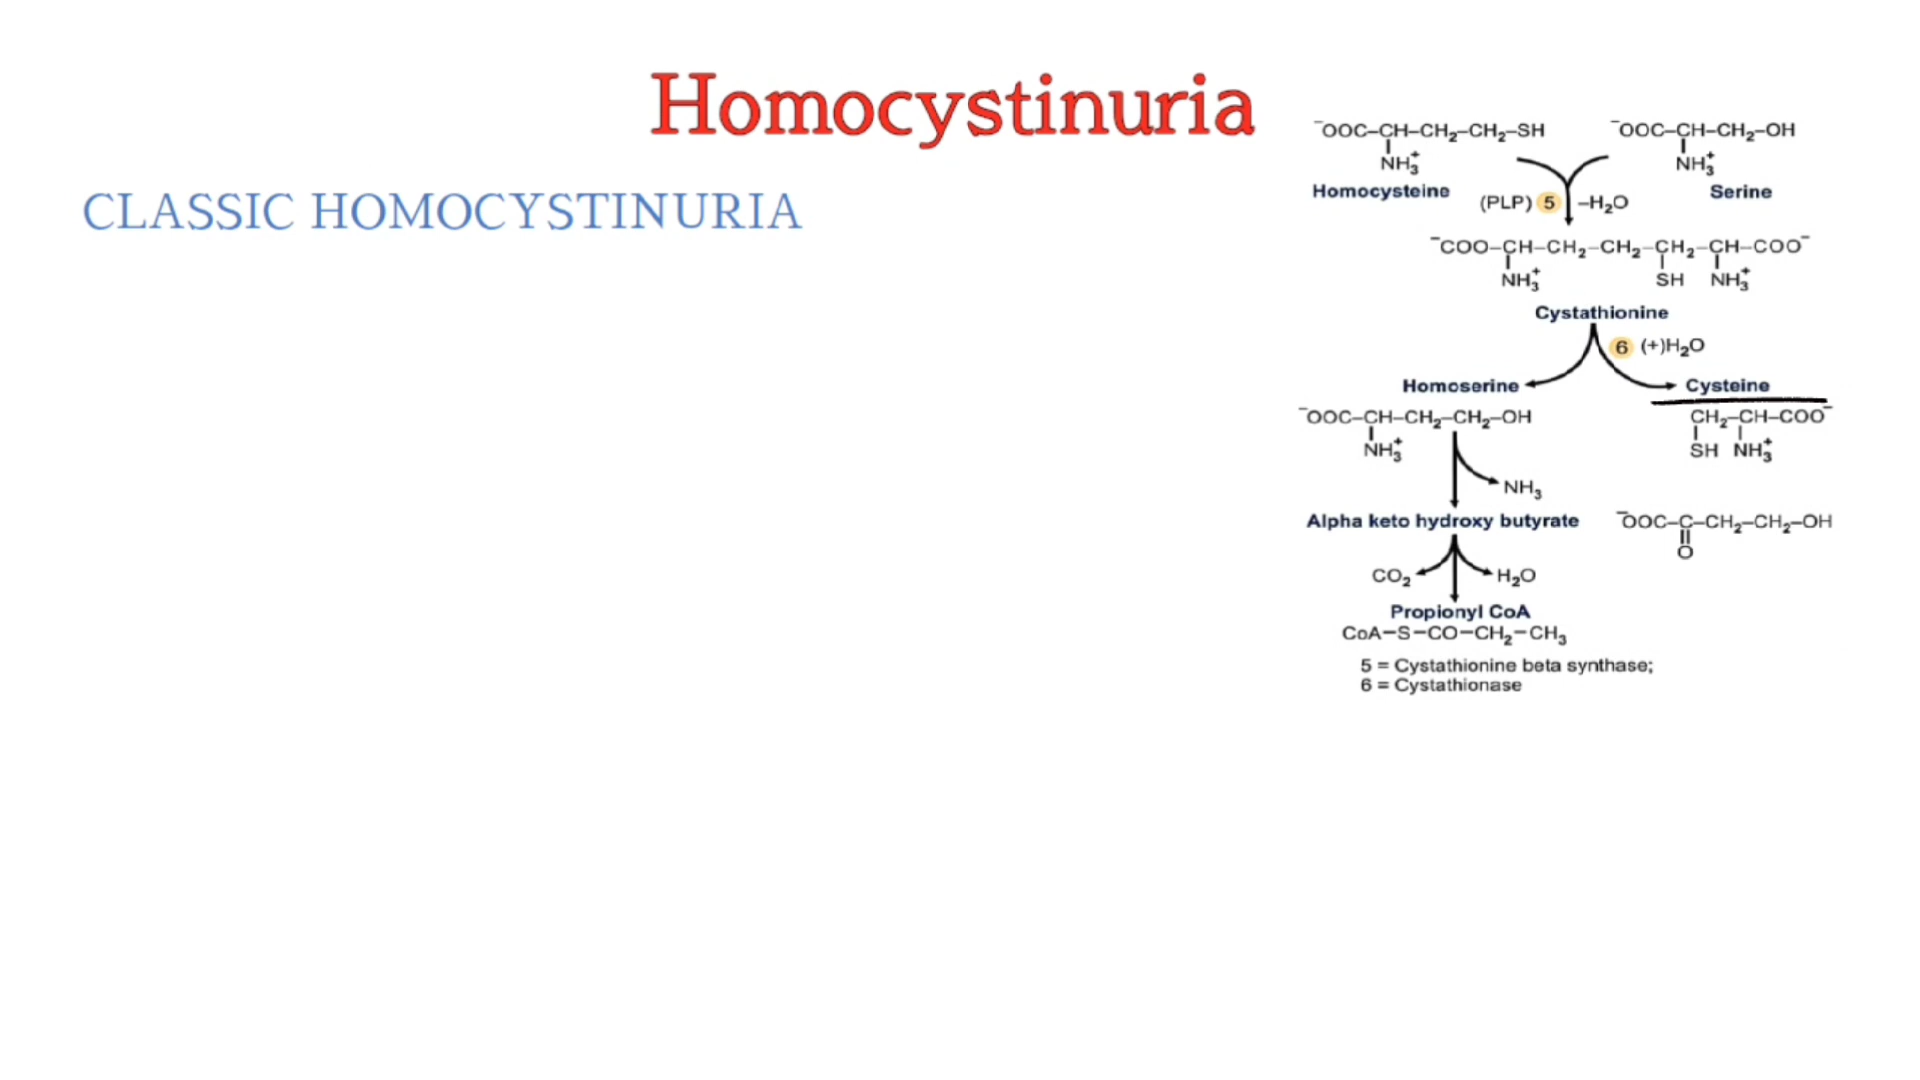 Homocystinuria
CLASSIC HOMOCYSTINURIA
⁻OOC–CH–CH₂–CH₂–SH
NH₃⁺
Homocysteine
⁻OOC–CH–CH₂–OH
NH₃⁺
Serine
(PLP) 5 –H₂O
⁻COO–CH–CH₂–CH₂–CH₂–CH–COO⁻
NH₃⁺ SH NH₃⁺
Cystathionine
6 (+)H₂O
Homoserine
⁻OOC–CH–CH₂–CH₂–OH
NH₃⁺
Cysteine
CH₂–CH–COO⁻
SH NH₃⁺
NH₃
Alpha keto hydroxy butyrate
⁻OOC–C–CH₂–CH₂–OH
O
CO₂ H₂O
Propionyl CoA
CoA–S–CO–CH₂–CH₃
5 = Cystathionine beta synthase;
6 = Cystathionase